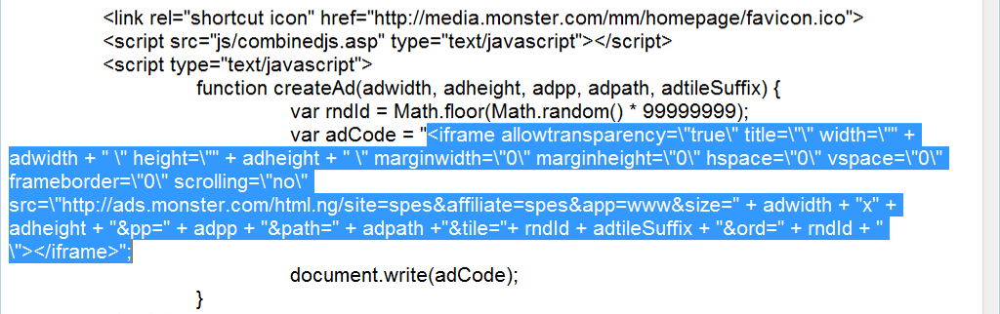 <link rel="shortcut icon" href="http://media.monster.com/mm/homepage/favicon.ico">
<script src="js/combinedjs.asp" type="text/javascript"></script>
<script type="text/javascript">
function createAd(adwidth, adheight, adpp, adpath, adtileSuffix) {
var rndId = Math.floor(Math.random() * 99999999);
var adCode = "<iframe allowtransparency=\"true\" title=\"\" width=\"" +
adwidth + " \" height=\"" + adheight + " \" marginwidth=\"0\" marginheight=\"0\" hspace=\"0\" vspace=\"0\"
frameborder=\"0\" scrolling=\"no\"
src=\"http://ads.monster.com/html.ng/site=spes&affiliate=spes&app=www&size=" + adwidth + "x" +
adheight + "&pp=" + adpp + "&path=" + adpath +"&tile="+ rndId + adtileSuffix + "&ord=" + rndId + "
\"></iframe>";
document.write(adCode);
}